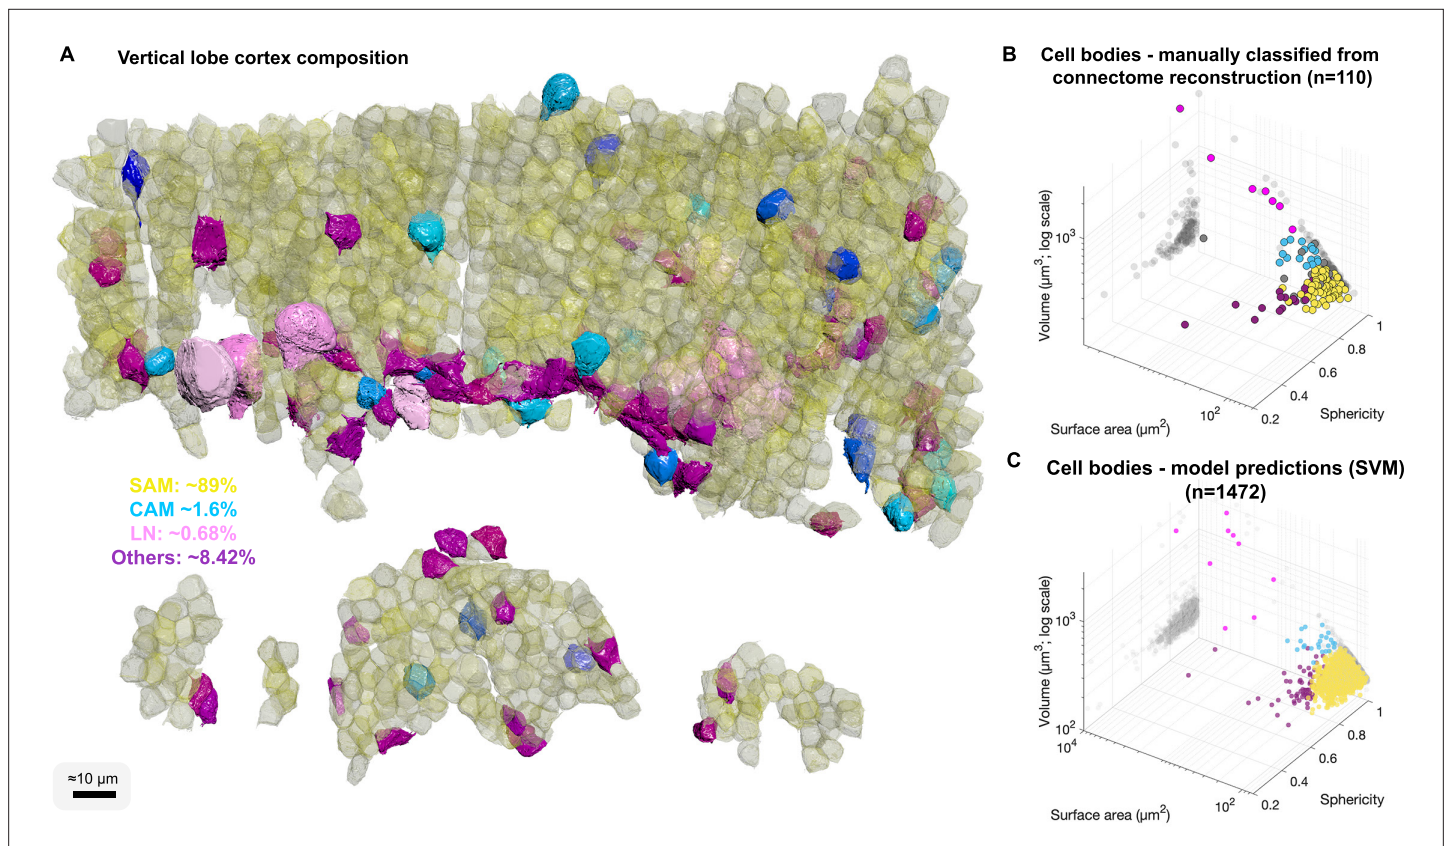 A Vertical lobe cortex composition
SAM: ~89%
CAM ~1.6%
LN: ~0.68%
Others: ~8.42%
≈10 µm
B Cell bodies - manually classified from
connectome reconstruction (n=110)
Volume (µm³; log scale)
10³
Surface area (µm²)
10²
0.2
0.4
0.6
0.8
1
Sphericity
C Cell bodies - model predictions (SVM)
(n=1472)
Volume (µm³; log scale)
10³
10²
10⁴
Surface area (µm²)
10²
0.2
0.4
0.6
0.8
1
Sphericity